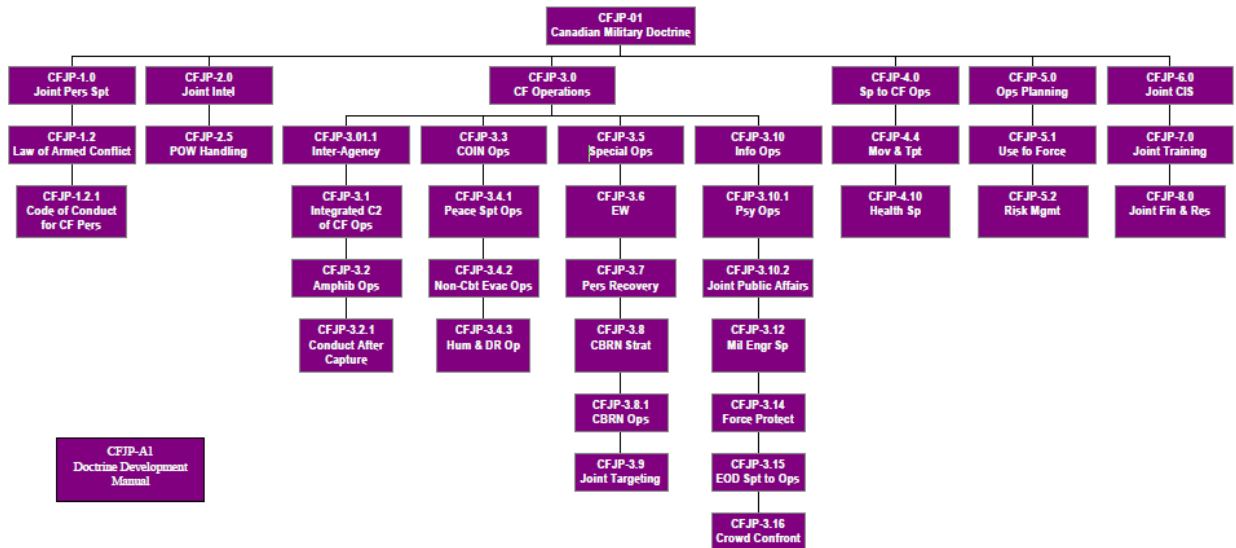 CFJP-01
Canadian Military Doctrine
CFJP-1.0
Joint Pers Spt
CFJP-2.0
Joint Intel
CFJP-3.0
CF Operations
CFJP-4.0
Sp to CF Ops
CFJP-5.0
Ops Planning
CFJP-6.0
Joint CIS
CFJP-1.2
Law of Armed Conflict
CFJP-2.5
POW Handling
CFJP-3.01.1
Inter-Agency
CFJP-3.3
COIN Ops
CFJP-3.5
Special Ops
CFJP-3.10
Info Ops
CFJP-4.4
Mov & Tpt
CFJP-5.1
Use fo Force
CFJP-7.0
Joint Training
CFJP-1.2.1
Code of Conduct
for CF Pers
CFJP-3.1
Integrated C2
of CF Ops
CFJP-3.4.1
Peace Spt Ops
CFJP-3.6
EW
CFJP-3.10.1
Psy Ops
CFJP-4.10
Health Sp
CFJP-5.2
Risk Mgmt
CFJP-8.0
Joint Fin & Res
CFJP-3.2
Amphib Ops
CFJP-3.4.2
Non-Cbt Evac Ops
CFJP-3.7
Pers Recovery
CFJP-3.10.2
Joint Public Affairs
CFJP-3.2.1
Conduct After
Capture
CFJP-3.4.3
Hum & DR Op
CFJP-3.8
CBRN Strat
CFJP-3.12
Mil Engr Sp
CFJP-3.8.1
CBRN Ops
CFJP-3.14
Force Protect
CFJP-A1
Doctrine Development
Manual
CFJP-3.9
Joint Targeting
CFJP-3.15
EOD Spt to Ops
CFJP-3.16
Crowd Confront